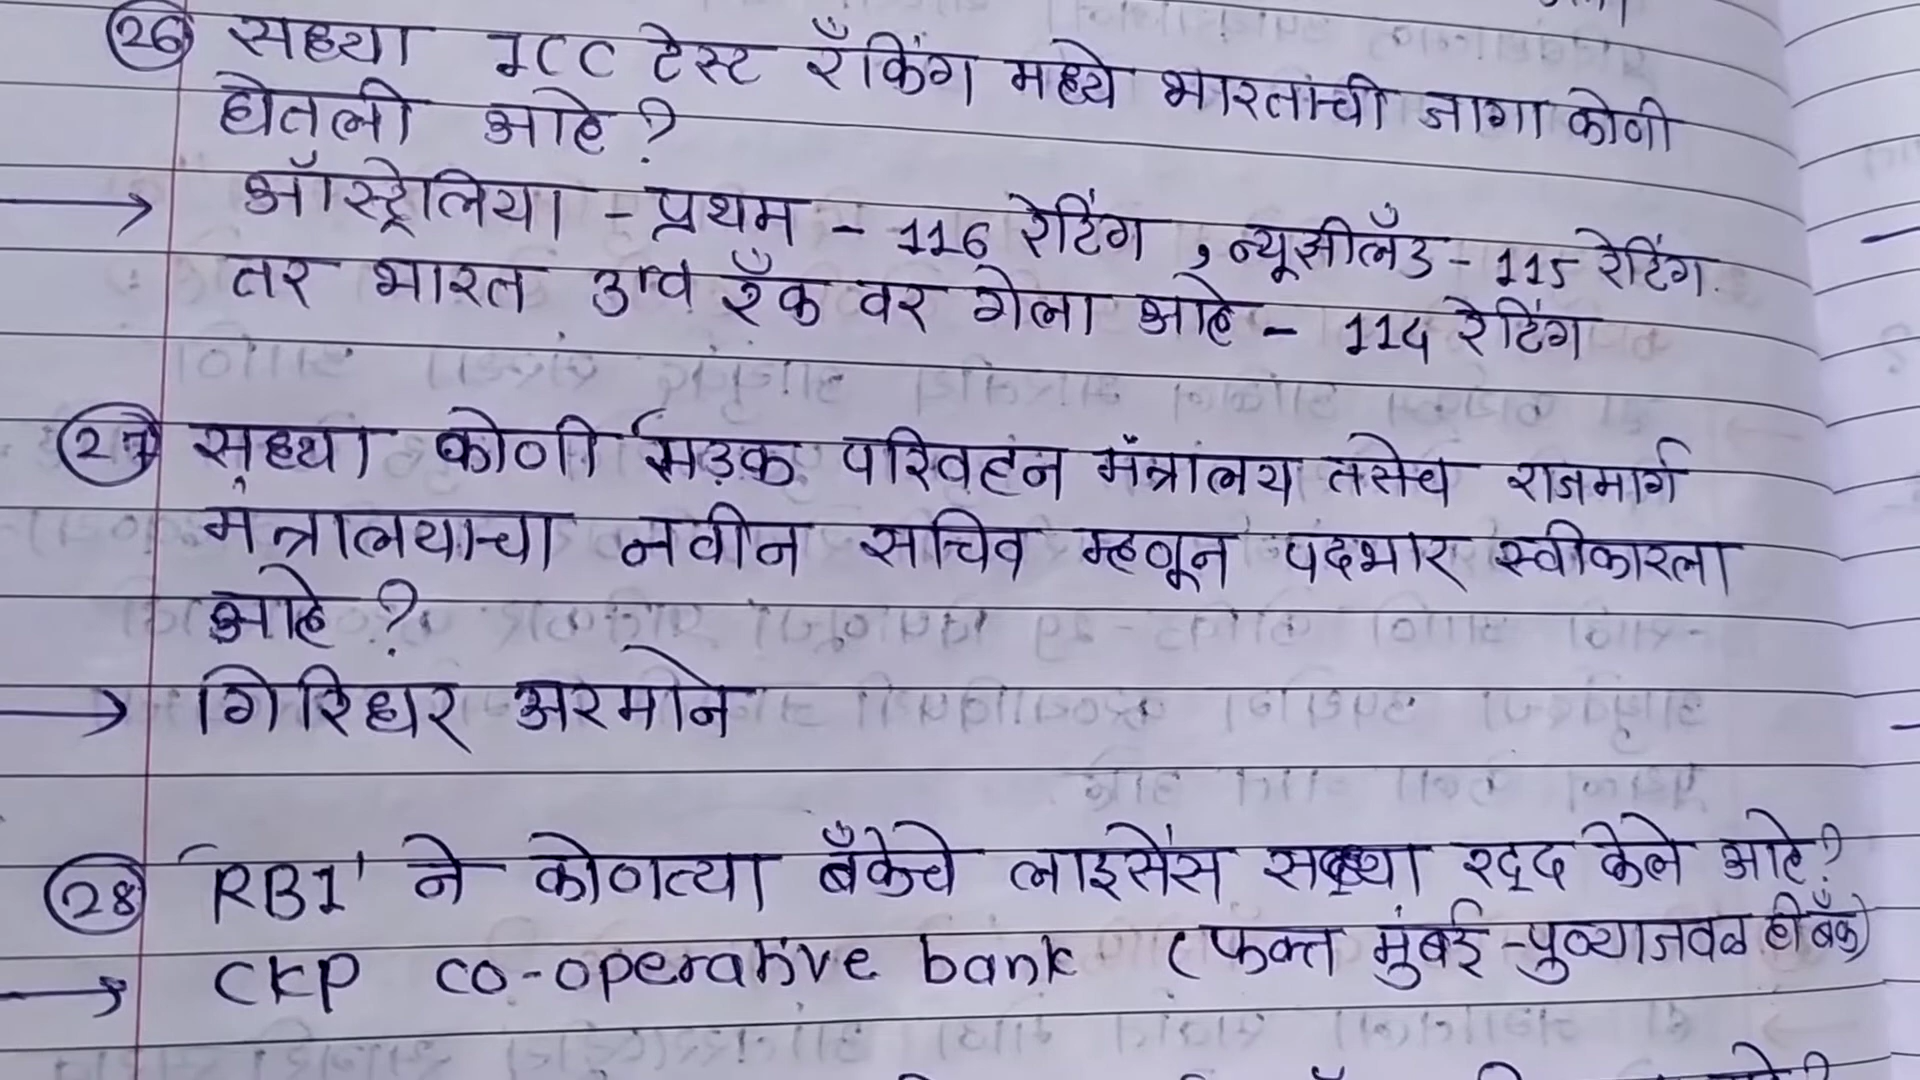 26 सध्या ICC टेस्ट रँकिंग मध्ये भारताची जागा कोणी
घेतली आहे?
→ ऑस्ट्रेलिया - प्रथम - 116 रेटिंग, न्यूझीलँड - 115 रेटिंग
तर भारत 3ऱ्या रँक वर गेला आहे - 114 रेटिंग
27 सध्या कोणी सडक परिवहन मंत्रालय तसेच राजमार्ग
मंत्रालयाचा नवीन सचिव म्हणून पदभार स्वीकारला
आहे?
→ गिरिधर अरमाने
28 'RBI' ने कोणत्या बँकेचे लाइसेंस सध्या रद्द केले आहे?
→ CKP co-operative bank (फक्त मुंबई - पुण्याजवळ ही बँक)